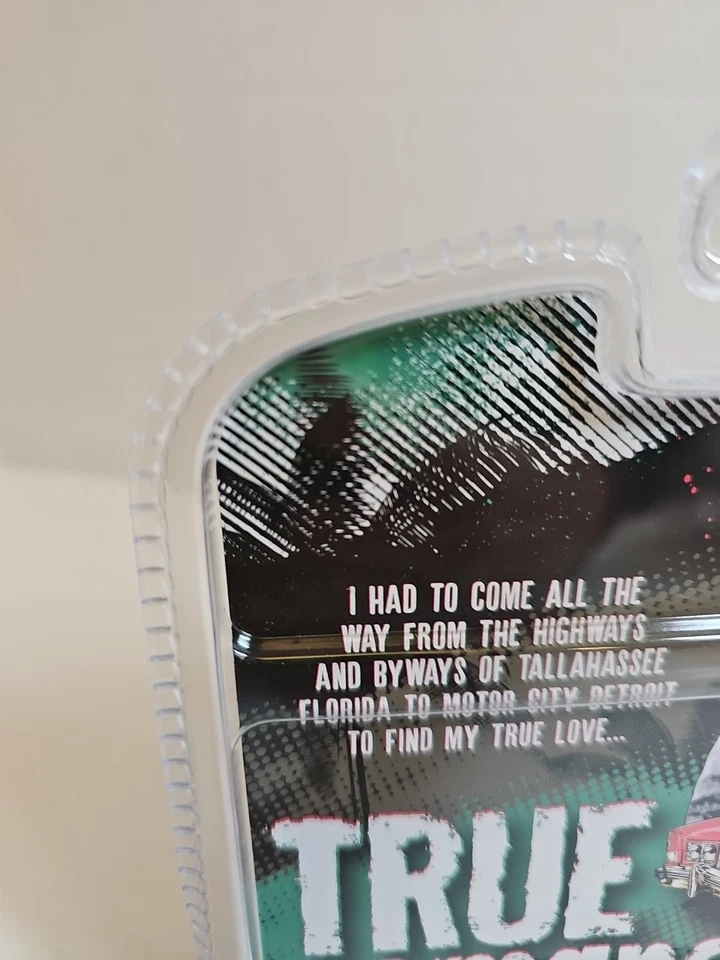 I HAD TO COME ALL THE
WAY FROM THE HIGHWAYS
AND BYWAYS OF TALLAHASSEE
FLORIDA TO MOTOR CITY DETROIT
TO FIND MY TRUE LOVE...
TRUE